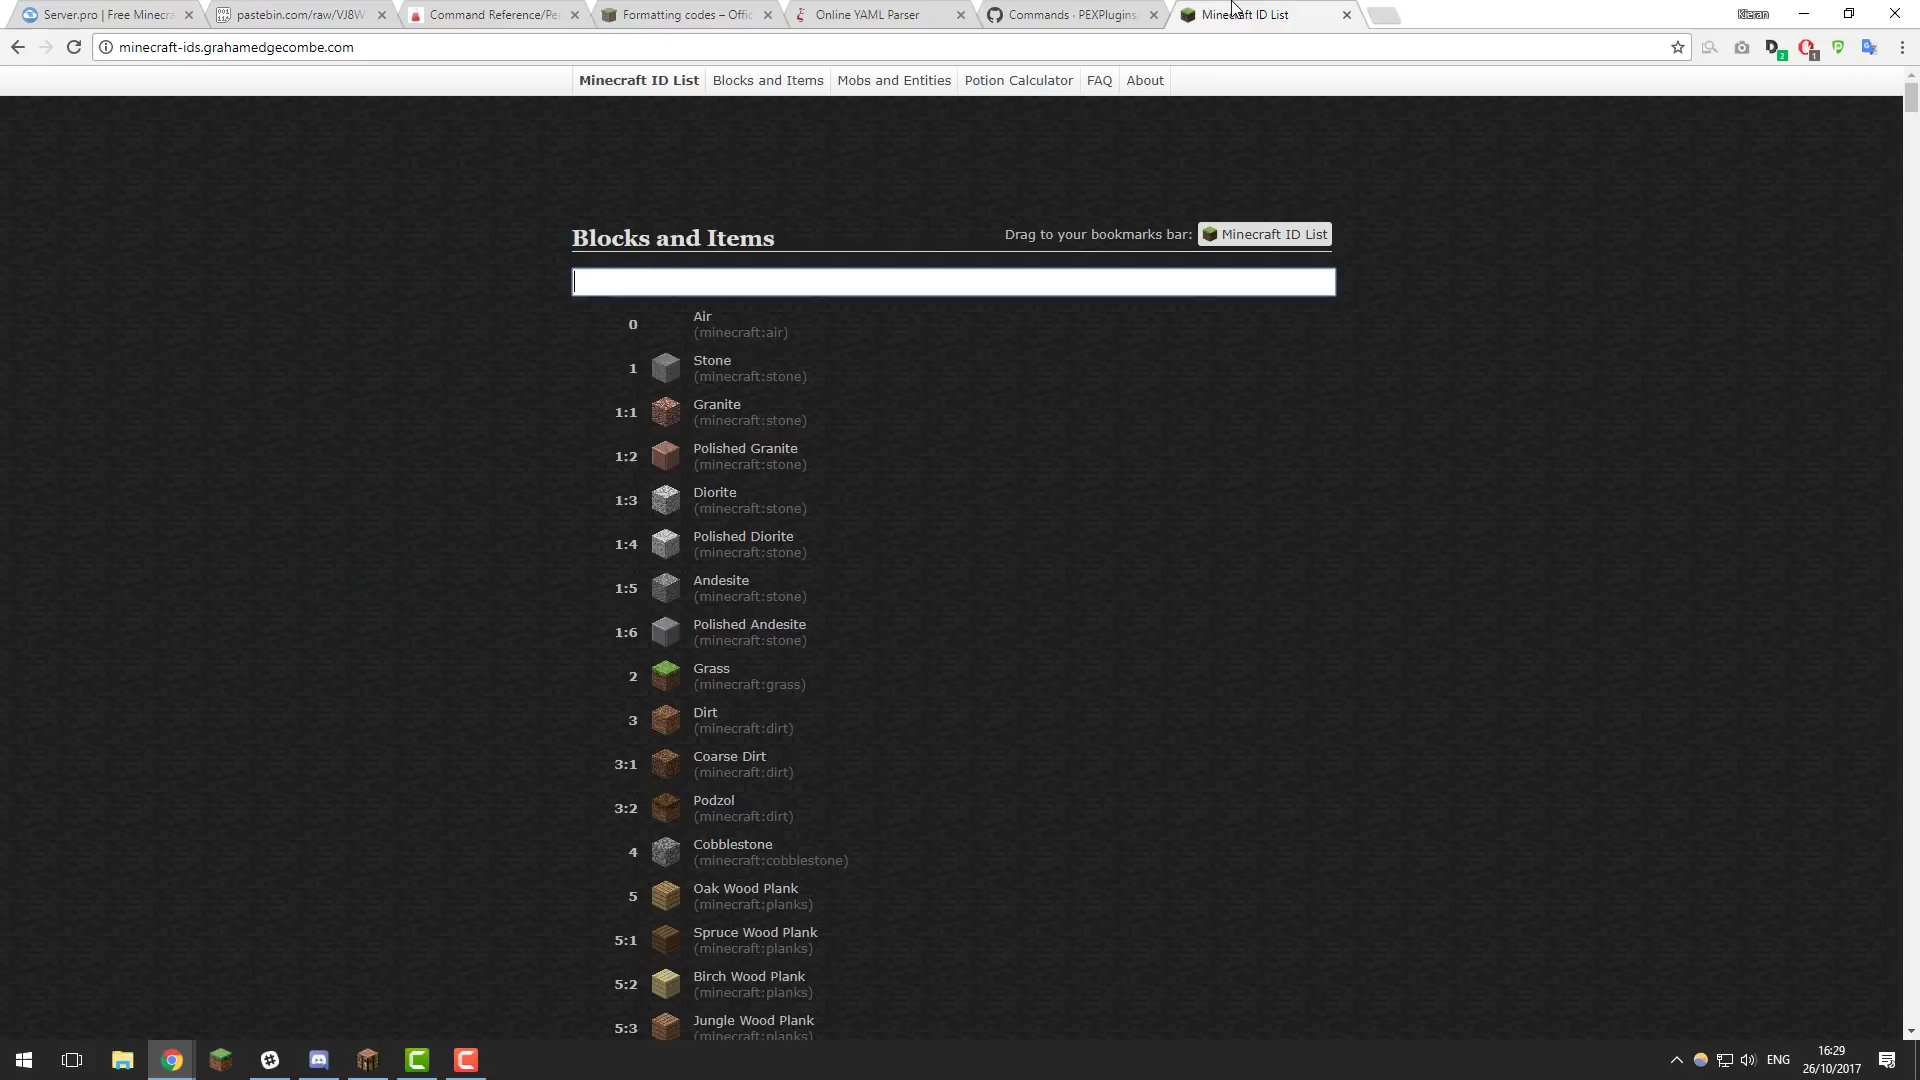 Server.pro | Free Minecra
pastebin.com/raw/VJ8W
Command Reference/Pe
Formatting codes – Offic
Online YAML Parser
Commands · PEXPlugins
Minecraft ID List
Kieran
minecraft-ids.grahamedgecombe.com
2
1
Minecraft ID List
Blocks and Items
Mobs and Entities
Potion Calculator
FAQ
About
Blocks and Items
Drag to your bookmarks bar:
Minecraft ID List
0
Air
(minecraft:air)
1
Stone
(minecraft:stone)
1:1
Granite
(minecraft:stone)
1:2
Polished Granite
(minecraft:stone)
1:3
Diorite
(minecraft:stone)
1:4
Polished Diorite
(minecraft:stone)
1:5
Andesite
(minecraft:stone)
1:6
Polished Andesite
(minecraft:stone)
2
Grass
(minecraft:grass)
3
Dirt
(minecraft:dirt)
3:1
Coarse Dirt
(minecraft:dirt)
3:2
Podzol
(minecraft:dirt)
4
Cobblestone
(minecraft:cobblestone)
5
Oak Wood Plank
(minecraft:planks)
5:1
Spruce Wood Plank
(minecraft:planks)
5:2
Birch Wood Plank
(minecraft:planks)
5:3
Jungle Wood Plank
(minecraft:planks)
ENG
16:29
26/10/2017